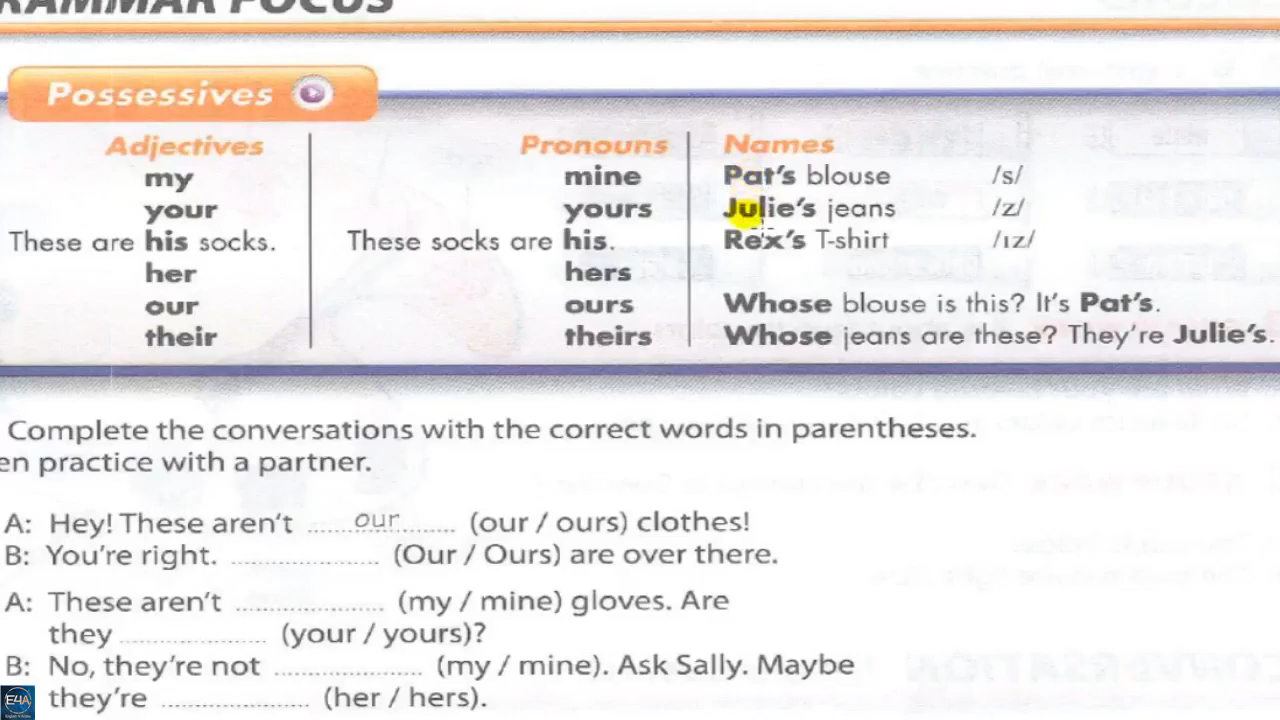 GRAMMAR FOCUS
Possessives
Adjectives Pronouns Names
my mine Pat's blouse /s/
your yours Julie's jeans /z/
These are his socks. These socks are his. Rex's T-shirt /ɪz/
her hers
our ours Whose blouse is this? It's Pat's.
their theirs Whose jeans are these? They're Julie's.
Complete the conversations with the correct words in parentheses.
en practice with a partner.
A: Hey! These aren't our (our / ours) clothes!
B: You're right. (Our / Ours) are over there.
A: These aren't (my / mine) gloves. Are
they (your / yours)?
B: No, they're not (my / mine). Ask Sally. Maybe
they're (her / hers).
E4A